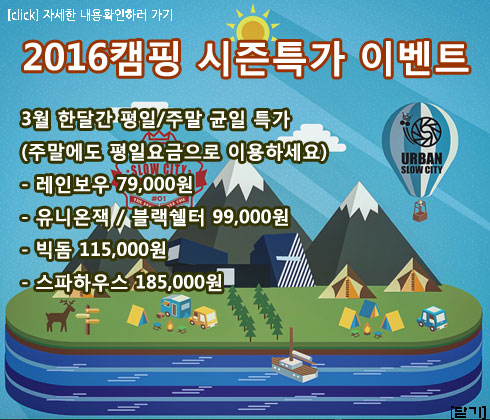 [click] 자세한 내용확인하러 가기
2016캠핑 시즌특가 이벤트
3월 한달간 평일/주말 균일 특가
(주말에도 평일요금으로 이용하세요)
- 레인보우 79,000원
- 유니온잭 // 블랙쉘터 99,000원
- 빅돔 115,000원
- 스파하우스 185,000원
SLOW CITY
#01
URBAN
SLOW CITY
[닫기]